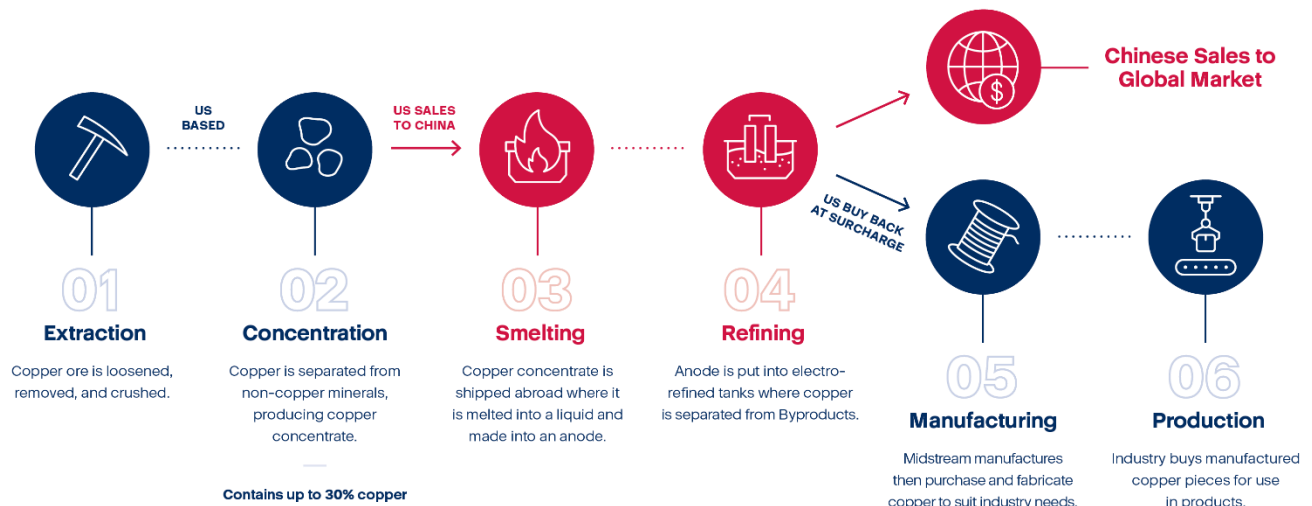 Chinese Sales to
Global Market
$
US
BASED
US SALES
TO CHINA
US BUY BACK
AT SURCHARGE
01
Extraction
Copper ore is loosened,
removed, and crushed.
02
Concentration
Copper is separated from
non-copper minerals,
producing copper
concentrate.
Contains up to 30% copper
03
Smelting
Copper concentrate is
shipped abroad where it
is melted into a liquid and
made into an anode.
04
Refining
Anode is put into electro-
refined tanks where copper
is separated from Byproducts.
05
Manufacturing
Midstream manufactures
then purchase and fabricate
copper to suit industry needs.
06
Production
Industry buys manufactured
copper pieces for use
in products.